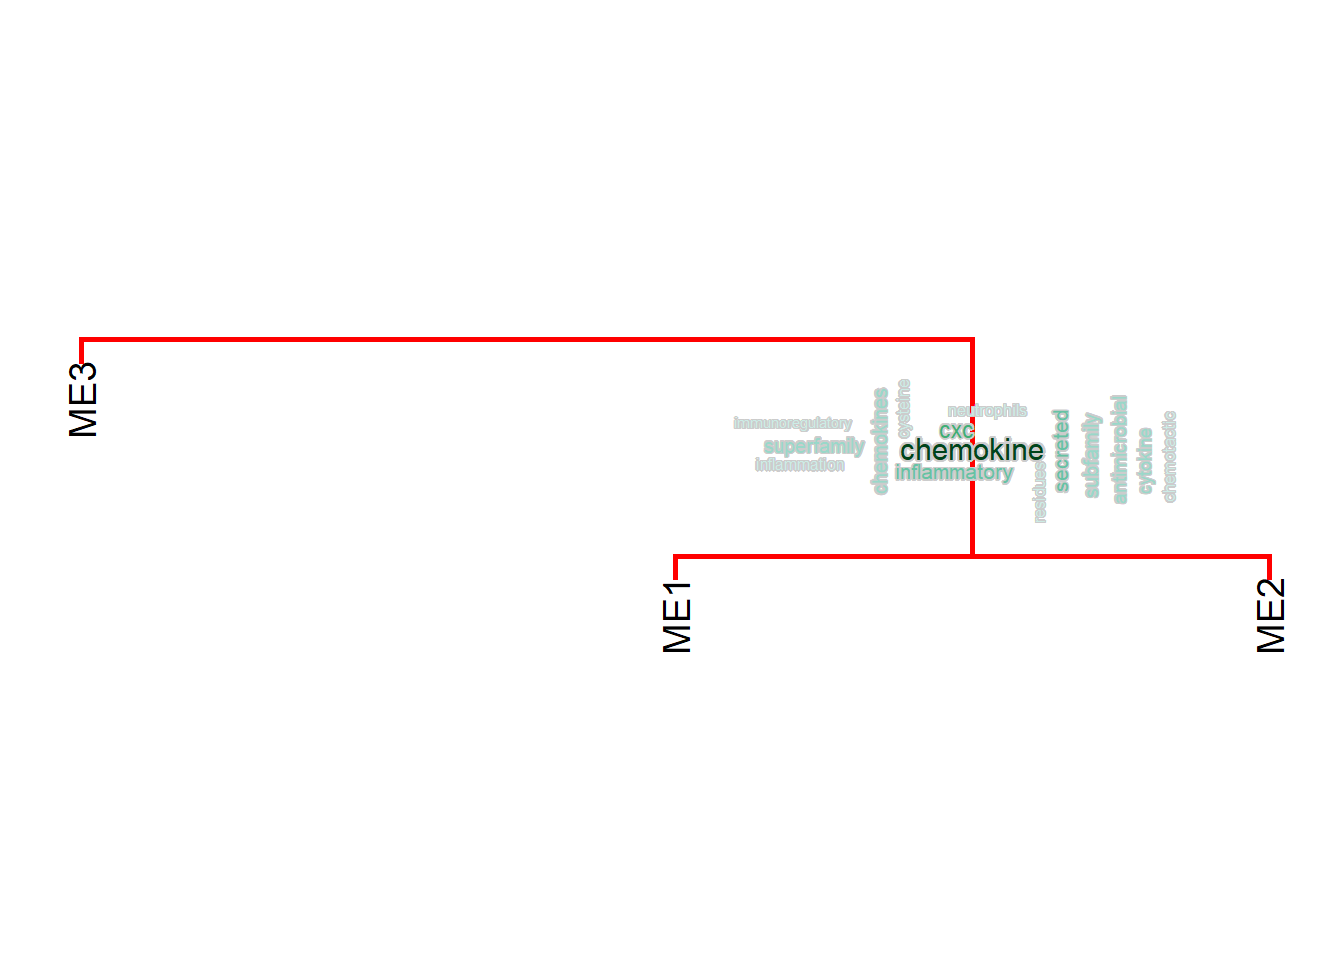 ME3
immunoregulatory
superfamily
inflammation
chemokines
cysteine
neutrophils
cxc
chemokine
inflammatory
residues
secreted
subfamily
antimicrobial
cytokine
chemotactic
ME1
ME2